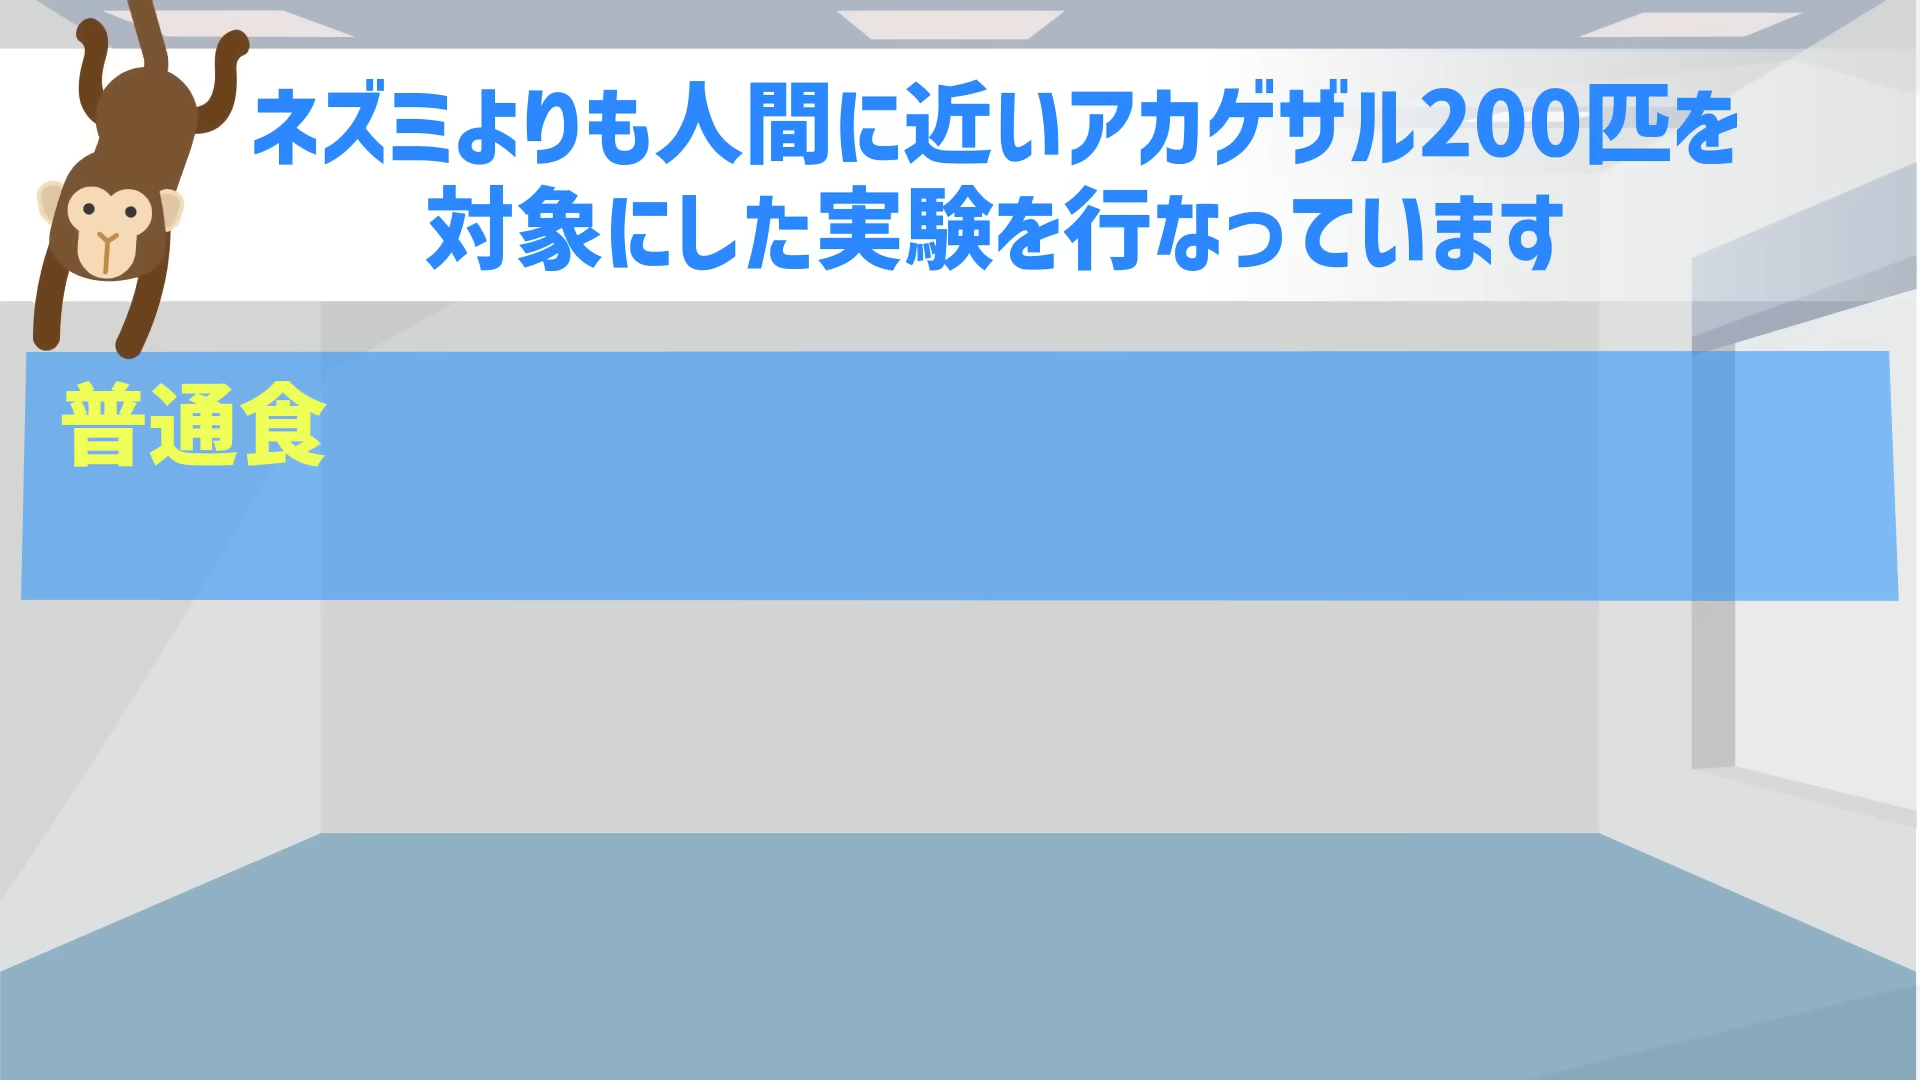 ネズミよりも人間に近いアカゲザル200匹を
対象にした実験を行なっています
普通食